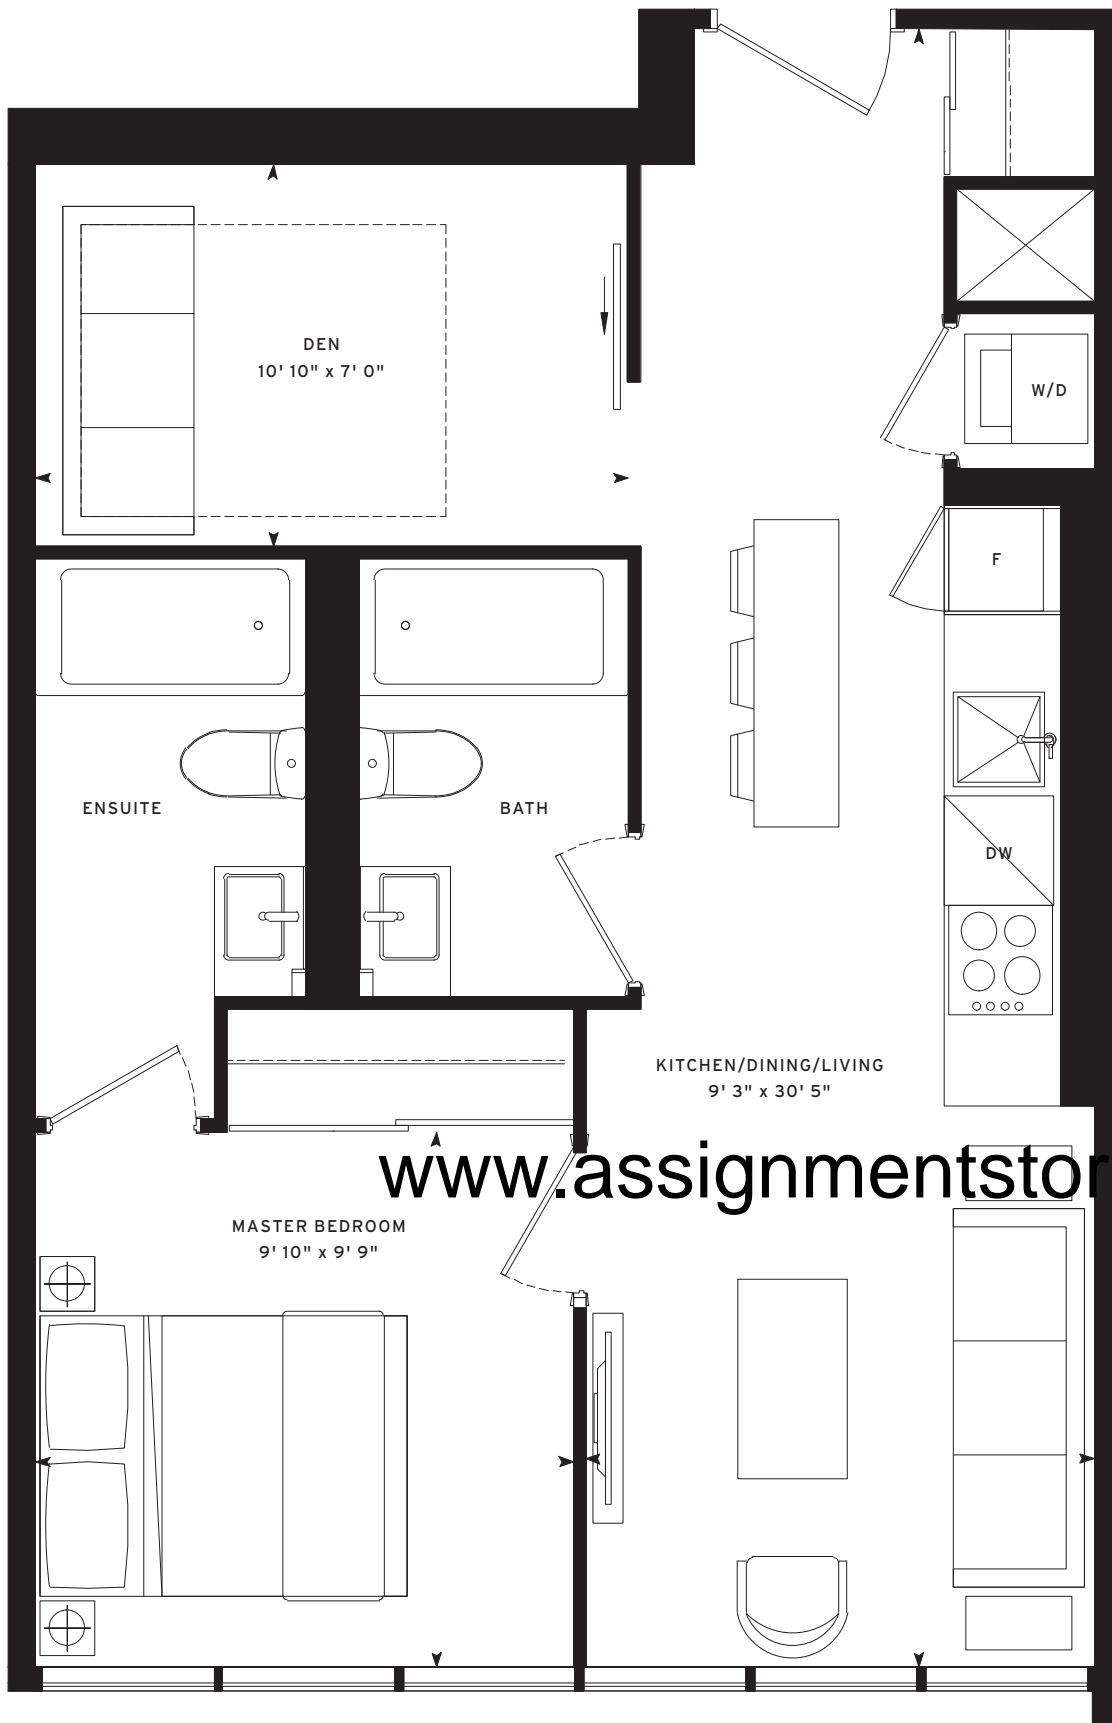 DEN
10' 10" x 7' 0"
W/D
F
ENSUITE
BATH
DW
KITCHEN/DINING/LIVING
9' 3" x 30' 5"
www.assignmentstor
MASTER BEDROOM
9' 10" x 9' 9"